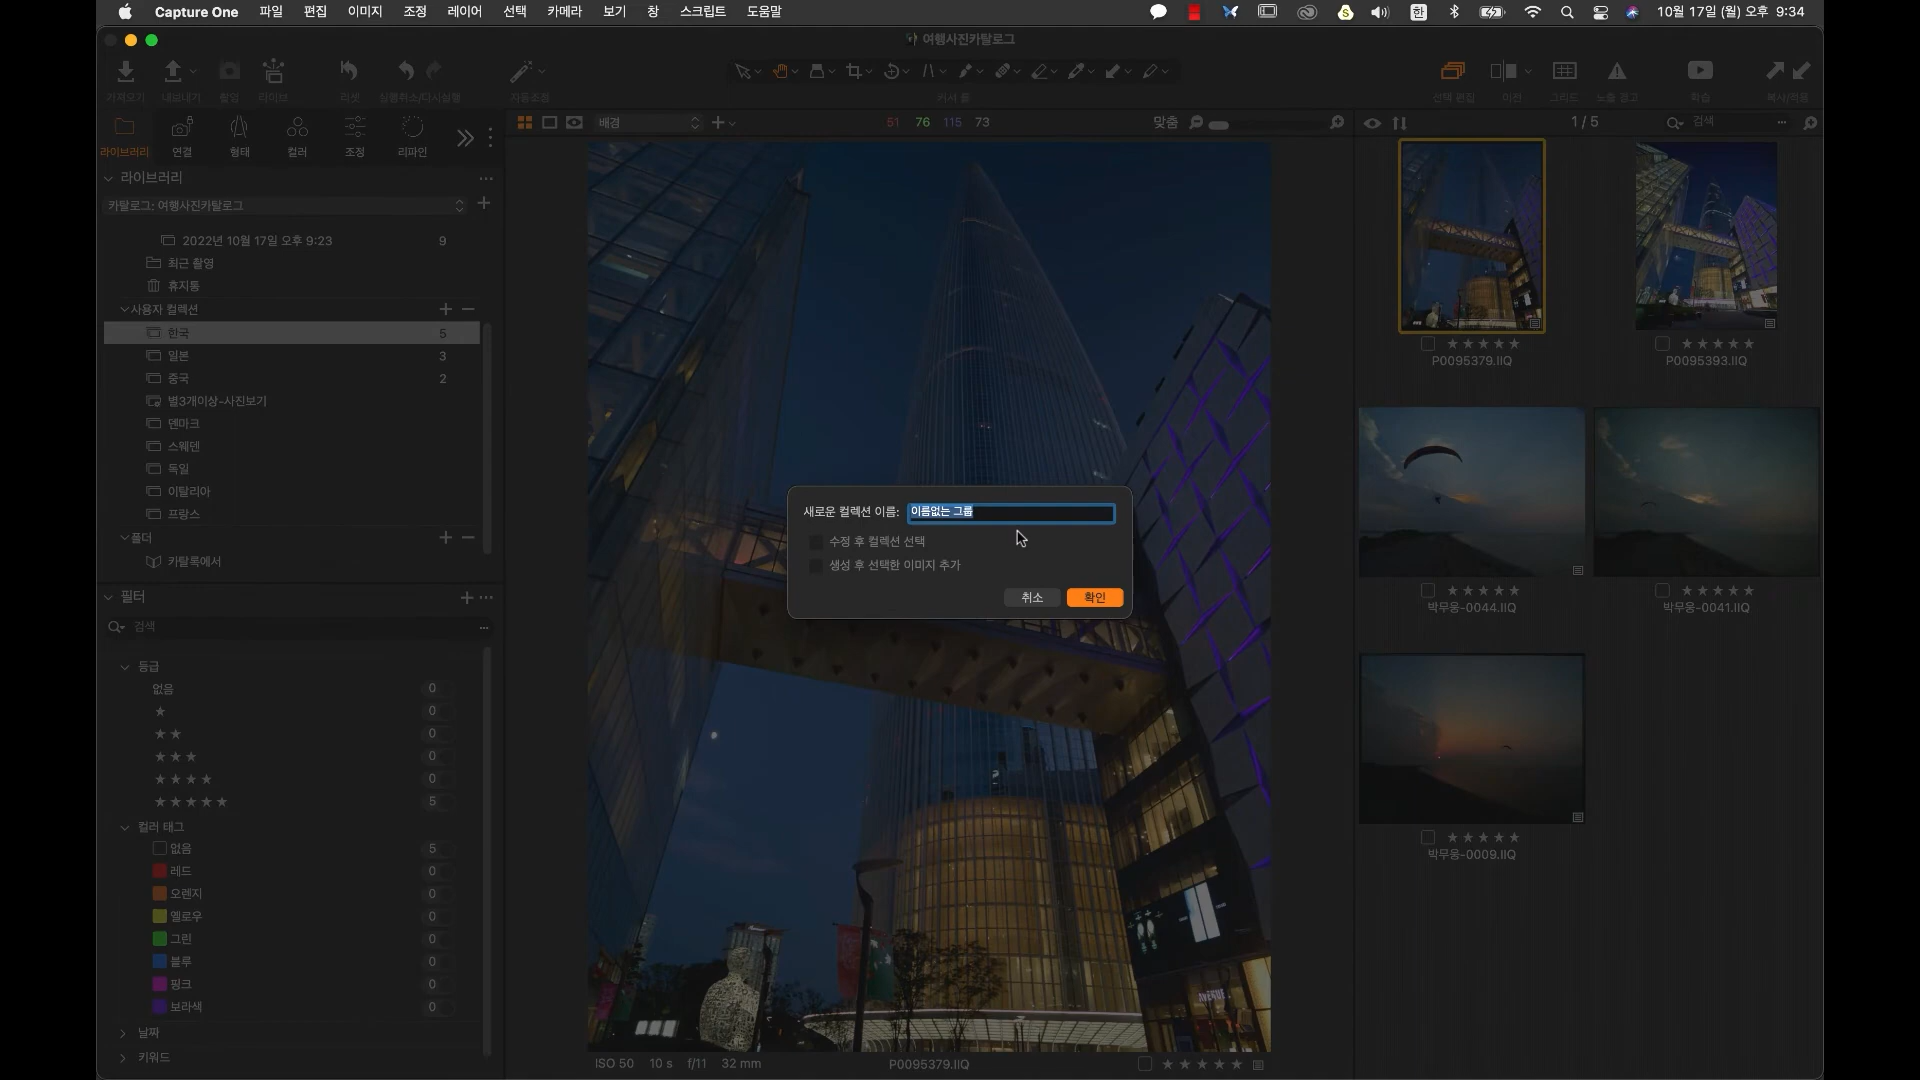 Capture One 파일 편집 이미지 조정 레이어 선택 카메라 보기 창 스크립트 도움말 한 10월 17일 (월) 오후 9:34
여행사진카탈로그
가져오기 내보내기 촬영 라이브 리셋 실행취소/다시실행 자동조정 커서 툴 선택 편집 이전 그리드 노출 경고 학습 복사/적용
배경 51 76 115 73 맞춤 1 / 5 검색
라이브러리 연결 형태 컬러 조정 리파인
라이브러리
카탈로그: 여행사진카탈로그
2022년 10월 17일 오후 9:23 9
최근 촬영
휴지통
사용자 컬렉션
한국 5
일본 3
중국 2
별3개이상-사진보기
덴마크
스웨덴
독일
이탈리아
프랑스
폴더
카탈록에서
필터
검색
등급
없음 0
★ 0
★★ 0
★★★ 0
★★★★ 0
★★★★★ 5
컬러 태그
없음 5
레드 0
오렌지 0
옐로우 0
그린 0
블루 0
핑크 0
보라색 0
날짜
키워드
새로운 컬렉션 이름: 이름없는 그룹
수정 후 컬렉션 선택
생성 후 선택한 이미지 추가
취소 확인
AVENUE
ISO 50 10 s f/11 32 mm P0095379.IIQ ★★★★★
★★★★★ ★★★★★
P0095379.IIQ P0095393.IIQ
★★★★★ ★★★★★
박무웅-0044.IIQ 박무웅-0041.IIQ
★★★★★
박무웅-0009.IIQ